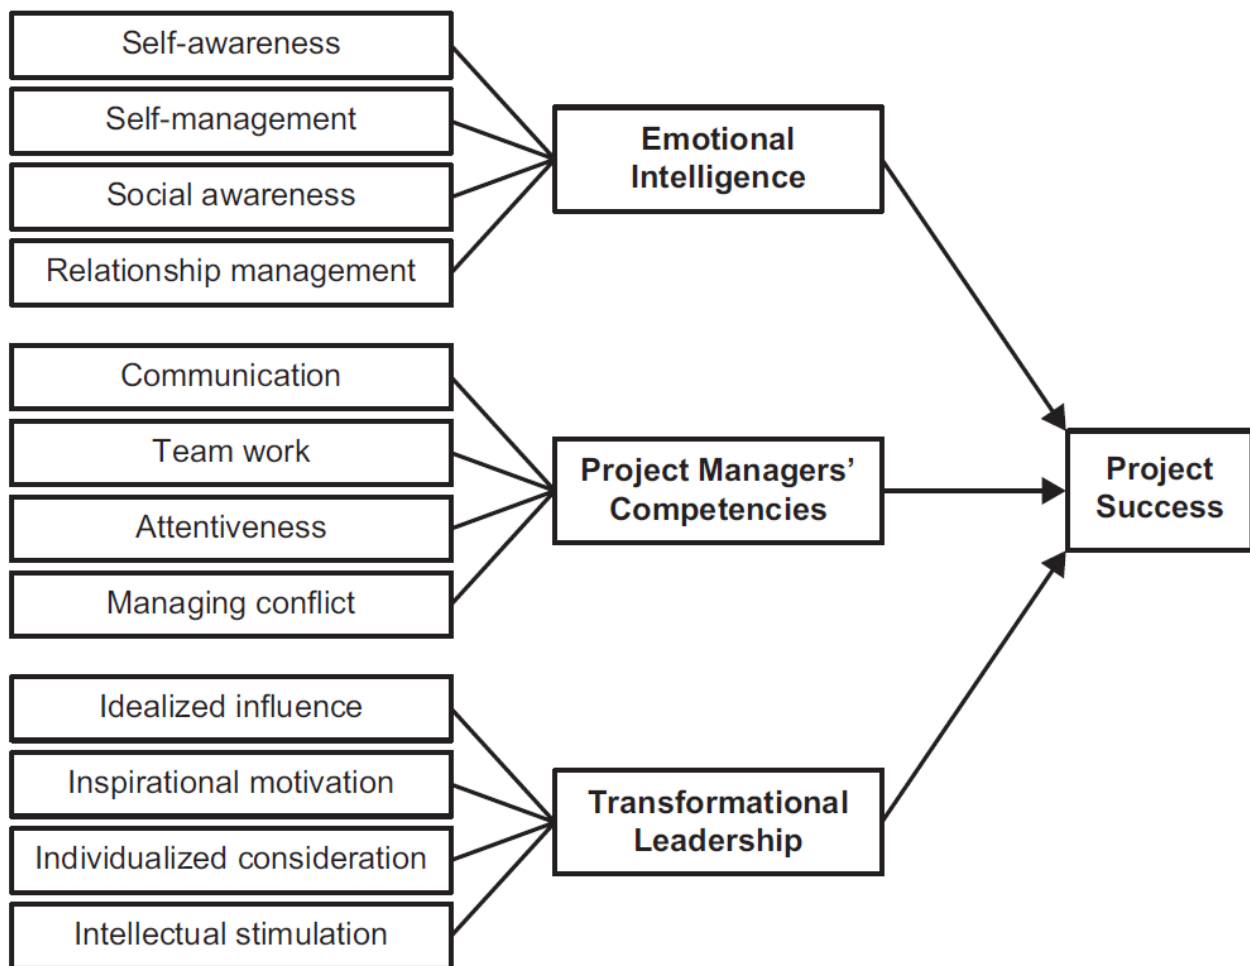 Self-awareness
Self-management
Social awareness
Relationship management
Emotional
Intelligence
Communication
Team work
Attentiveness
Managing conflict
Project Managers’
Competencies
Idealized influence
Inspirational motivation
Individualized consideration
Intellectual stimulation
Transformational
Leadership
Project
Success